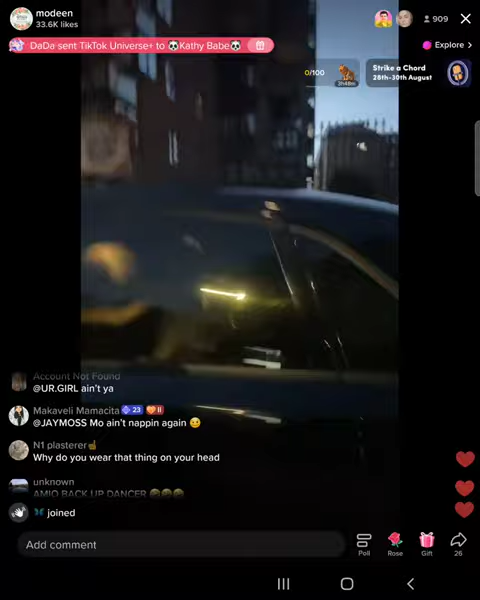 modeen
33.6K likes
909
DaDa sent TikTok Universe+ to 🐼Kathy Babe🐼
Explore
0/100
2h48m
Strike a Chord
28th-30th August
Account Not Found
@UR.GIRL ain't ya
Makaveli Mamacita 23 II
@JAYMOSS Mo ain't nappin again 🥴
N1 plasterer☝
Why do you wear that thing on your head
unknown
AMIO BACK UP DANCER 🤣🤣🤣
joined
Add comment
Poll
Rose
Gift
26